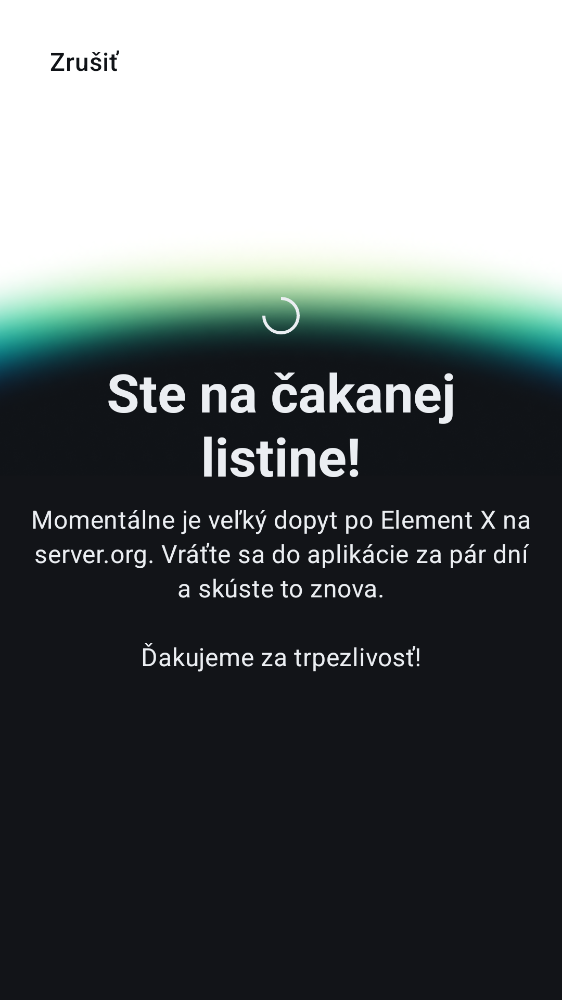 Zrušiť
Ste na čakanej
listine!
Momentálne je veľký dopyt po Element X na
server.org. Vráťte sa do aplikácie za pár dní
a skúste to znova.
Ďakujeme za trpezlivosť!